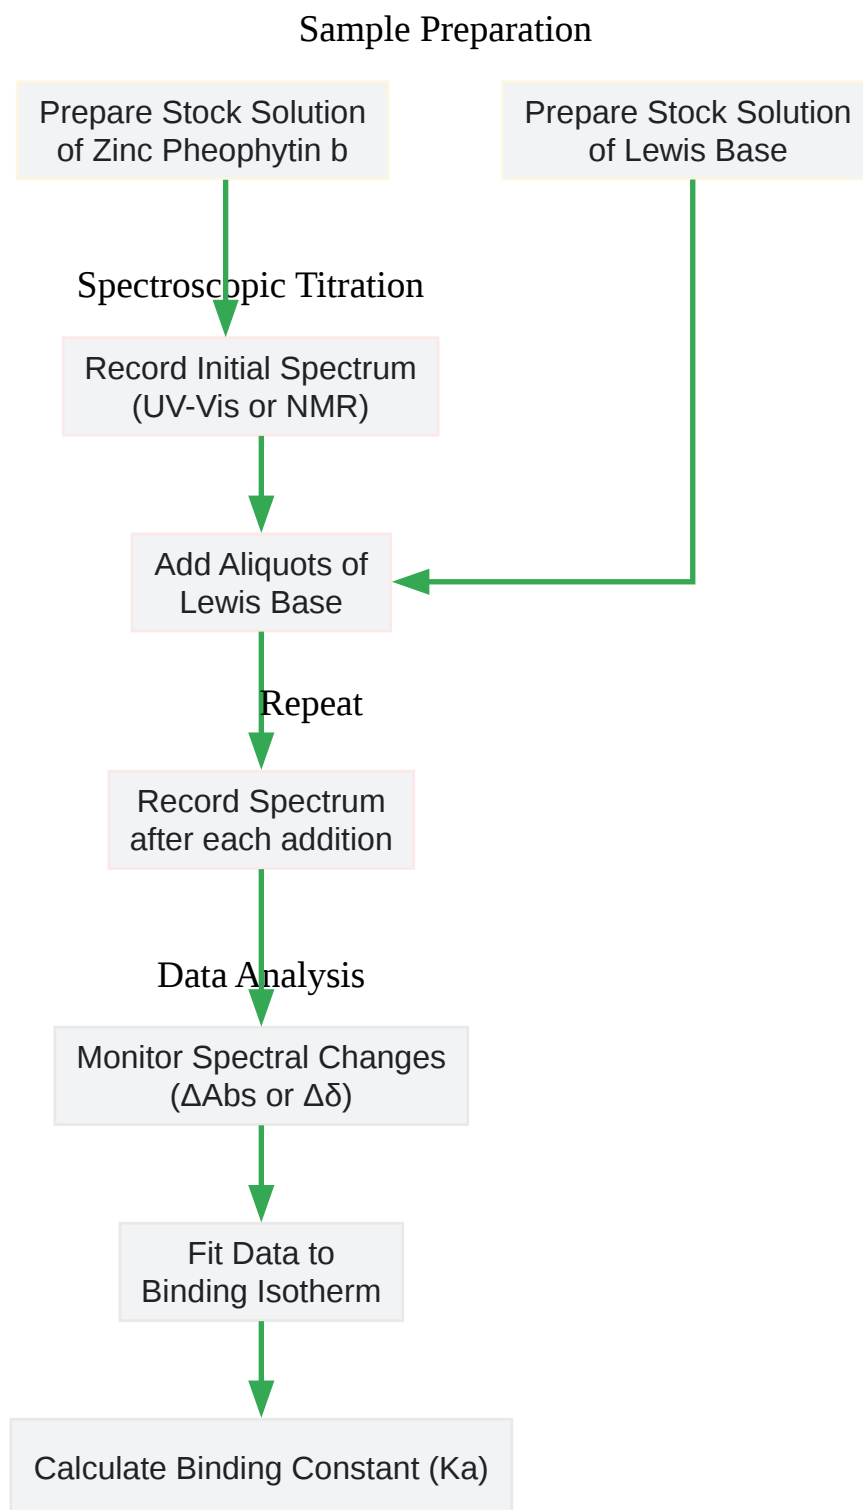 Sample Preparation
Prepare Stock Solution
of Zinc Pheophytin b
Prepare Stock Solution
of Lewis Base
Spectroscopic Titration
Record Initial Spectrum
(UV-Vis or NMR)
Add Aliquots of
Lewis Base
Repeat
Record Spectrum
after each addition
Data Analysis
Monitor Spectral Changes
(ΔAbs or Δδ)
Fit Data to
Binding Isotherm
Calculate Binding Constant (Ka)